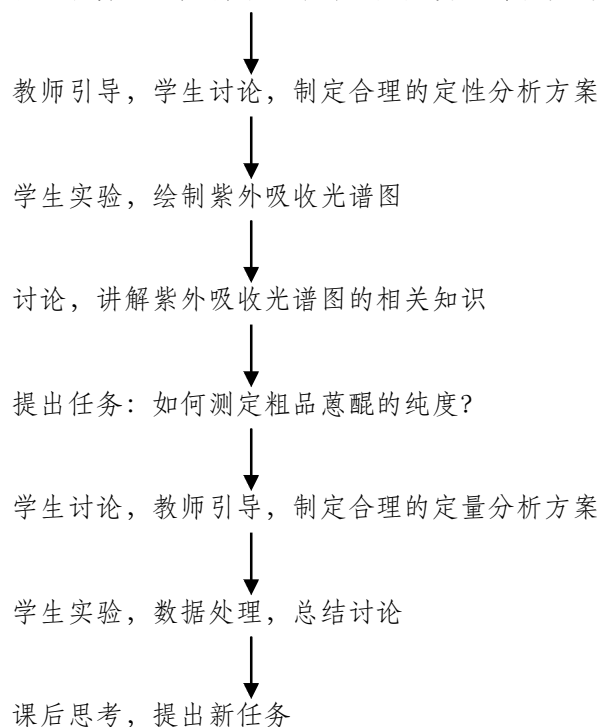 教师引导，学生讨论，制定合理的定性分析方案
学生实验，绘制紫外吸收光谱图
讨论，讲解紫外吸收光谱图的相关知识
提出任务：如何测定粗品蒽醌的纯度？
学生讨论，教师引导，制定合理的定量分析方案
学生实验，数据处理，总结讨论
课后思考，提出新任务